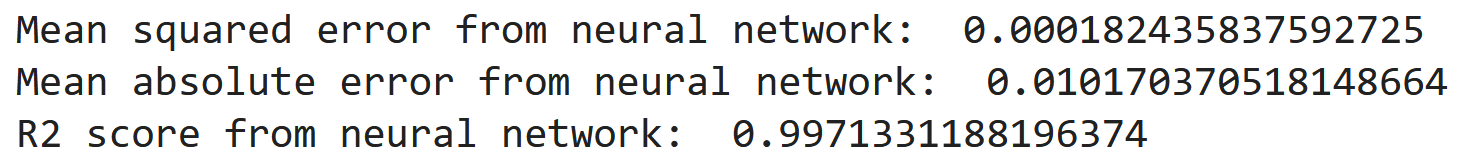 Mean squared error from neural network:  0.000182435837592725
Mean absolute error from neural network:  0.010170370518148664
R2 score from neural network:  0.9971331188196374